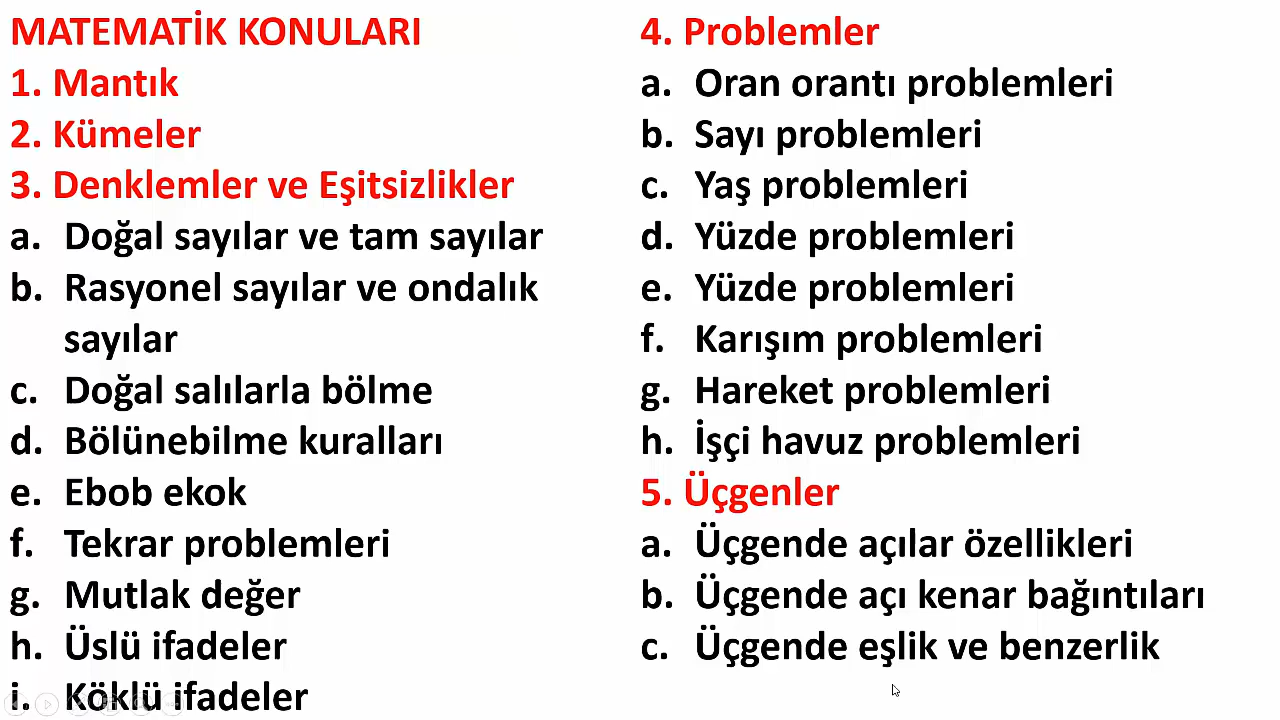 MATEMATİK KONULARI
1. Mantık
2. Kümeler
3. Denklemler ve Eşitsizlikler
a. Doğal sayılar ve tam sayılar
b. Rasyonel sayılar ve ondalık
sayılar
c. Doğal salılarla bölme
d. Bölünebilme kuralları
e. Ebob ekok
f. Tekrar problemleri
g. Mutlak değer
h. Üslü ifadeler
i. Köklü ifadeler
4. Problemler
a. Oran orantı problemleri
b. Sayı problemleri
c. Yaş problemleri
d. Yüzde problemleri
e. Yüzde problemleri
f. Karışım problemleri
g. Hareket problemleri
h. İşçi havuz problemleri
5. Üçgenler
a. Üçgende açılar özellikleri
b. Üçgende açı kenar bağıntıları
c. Üçgende eşlik ve benzerlik